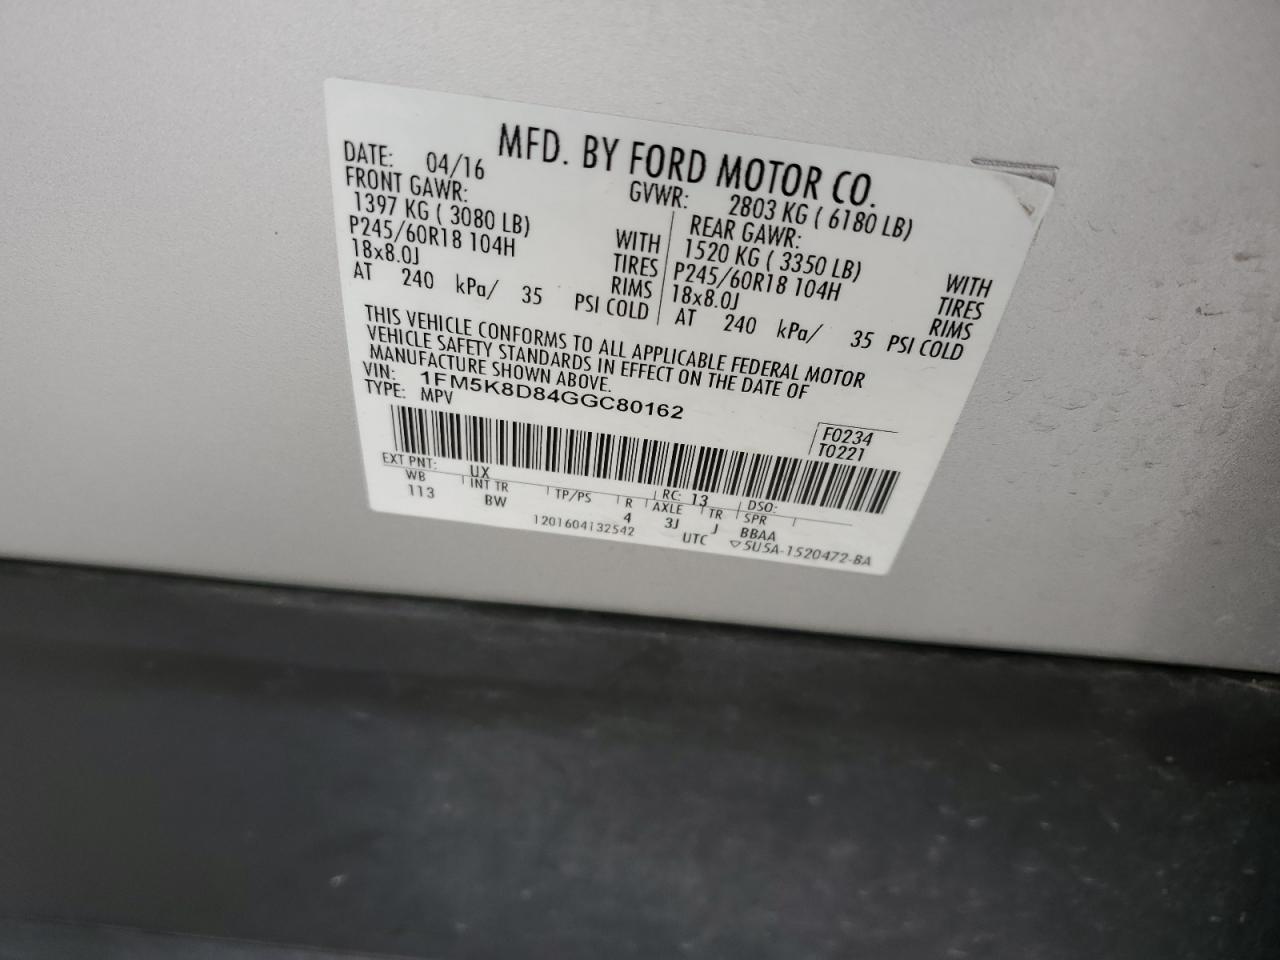 MFD. BY FORD MOTOR CO.
DATE: 04/16 GVWR: 2803 KG ( 6180 LB)
FRONT GAWR: REAR GAWR:
1397 KG ( 3080 LB) WITH 1520 KG ( 3350 LB) WITH
P245/60R18 104H TIRES P245/60R18 104H TIRES
18x8.0J RIMS 18x8.0J RIMS
AT 240 kPa/ 35 PSI COLD AT 240 kPa/ 35 PSI COLD
THIS VEHICLE CONFORMS TO ALL APPLICABLE FEDERAL MOTOR
VEHICLE SAFETY STANDARDS IN EFFECT ON THE DATE OF
MANUFACTURE SHOWN ABOVE.
VIN: 1FM5K8D84GGC80162
TYPE: MPV
F0234
T0221
EXT PNT: UX RC: 13 DSO:
WB INT TR TP/PS R AXLE TR SPR
113 BW 4 3J J BBAA
1201604132542 UTC ▽5U5A-1520472-BA